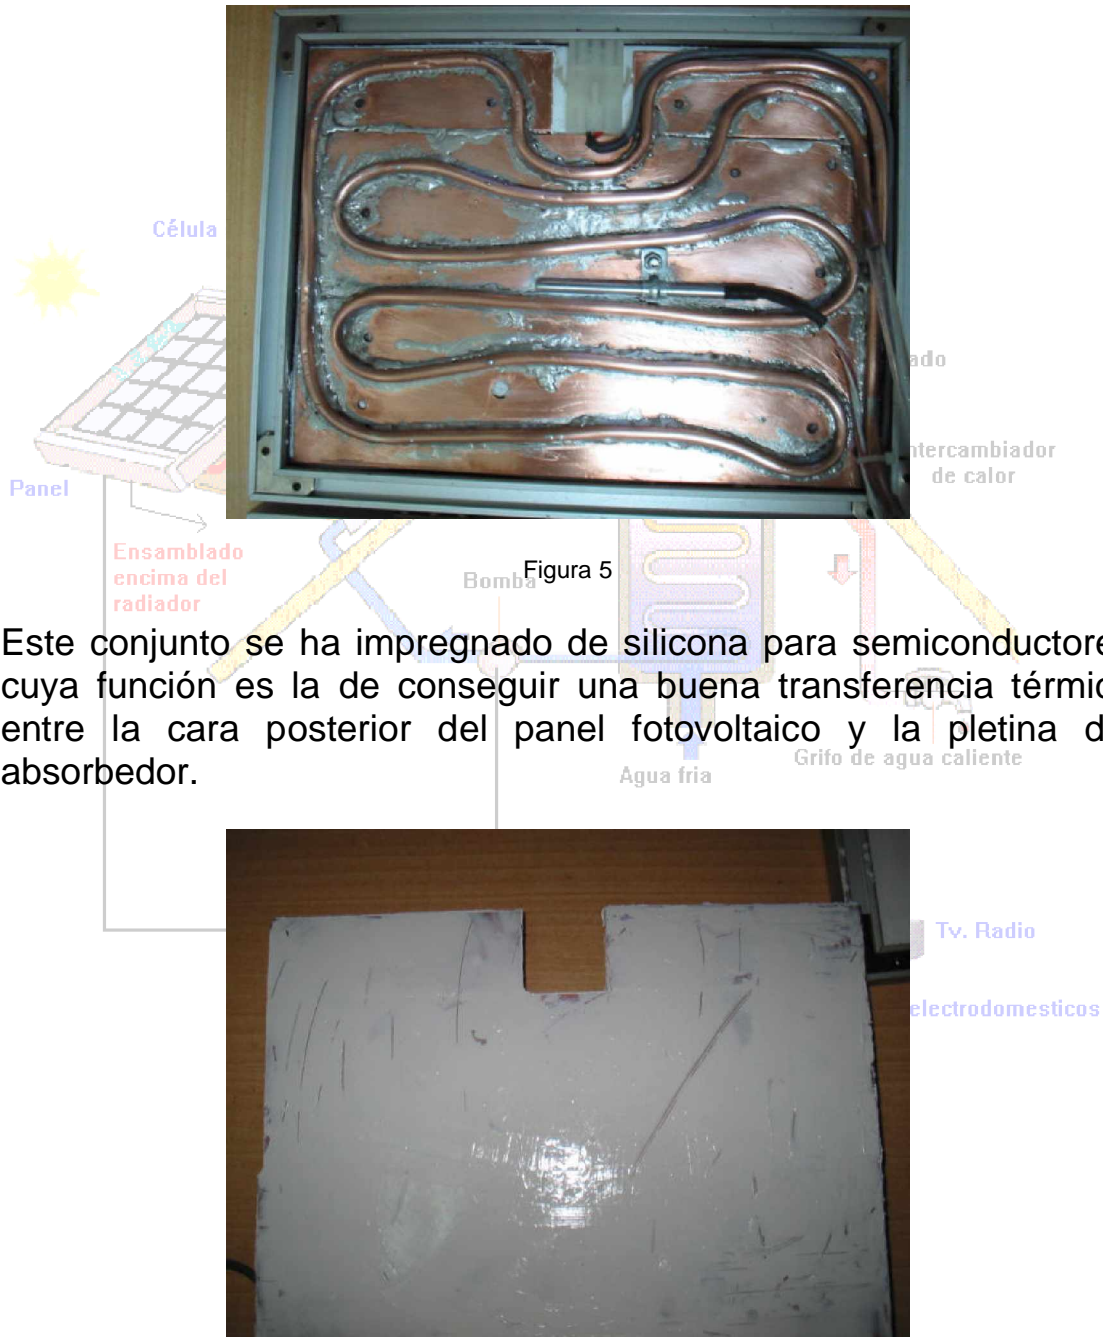 Célula
ado
ntercambiador
de calor
Panel
Ensamblado
encima del
radiador
Bomba
Figura 5
Este conjunto se ha impregnado de silicona para semiconductore
cuya función es la de conseguir una buena transferencia térmic
entre la cara posterior del panel fotovoltaico y la pletina d
absorbedor.
Agua fria
Grifo de agua caliente
Tv. Radio
electrodomesticos